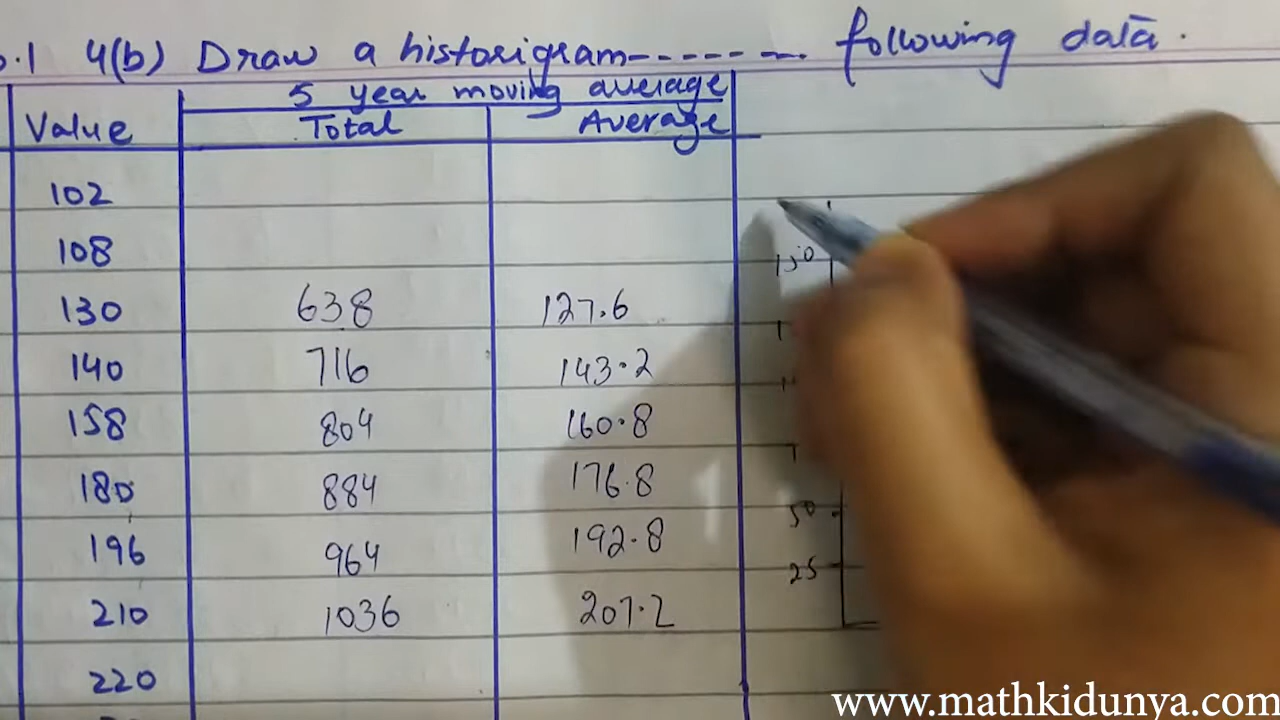 .1 4(b) Draw a historigram------- following data.
5 year moving average
Value Total Average
102
108
130 638 127.6
140 716 143.2
158 804 160.8
180 884 176.8
196 964 192.8
210 1036 207.2
220
150
50
25
www.mathkidunya.com